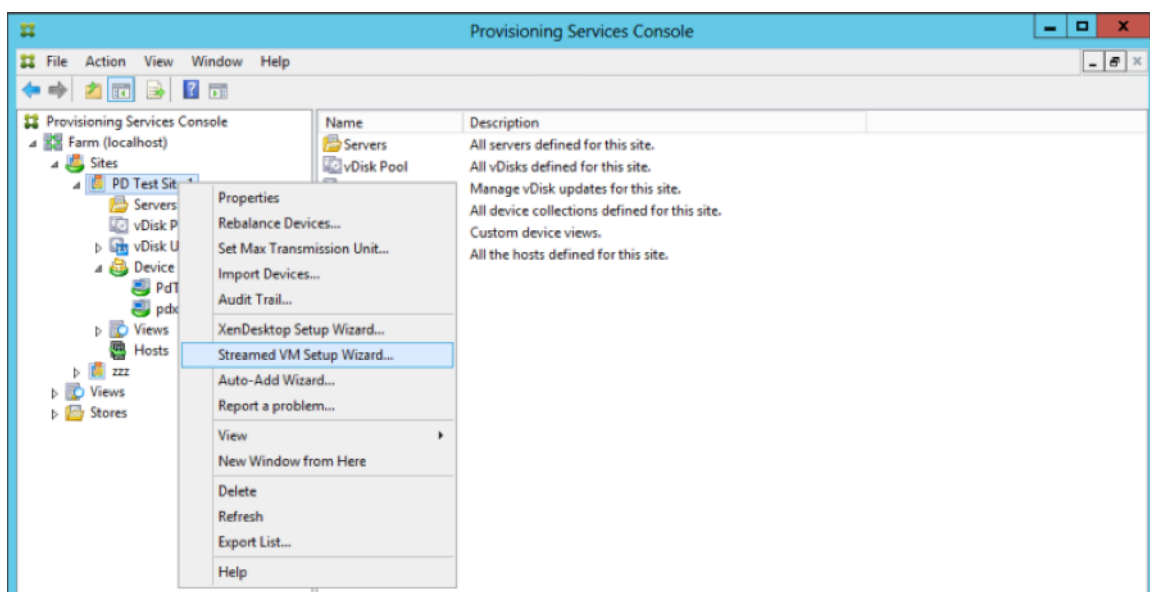 Provisioning Services Console
File Action View Window Help
Provisioning Services Console
Farm (localhost)
Sites
PD Test Sit
Servers
vDisk P
vDisk U
Device
PdT
pdx
Views
Hosts
zzz
Views
Stores
Name Description
Servers All servers defined for this site.
vDisk Pool All vDisks defined for this site.
Manage vDisk updates for this site.
All device collections defined for this site.
Custom device views.
All the hosts defined for this site.
Properties
Rebalance Devices...
Set Max Transmission Unit...
Import Devices...
Audit Trail...
XenDesktop Setup Wizard...
Streamed VM Setup Wizard...
Auto-Add Wizard...
Report a problem...
View
New Window from Here
Delete
Refresh
Export List...
Help